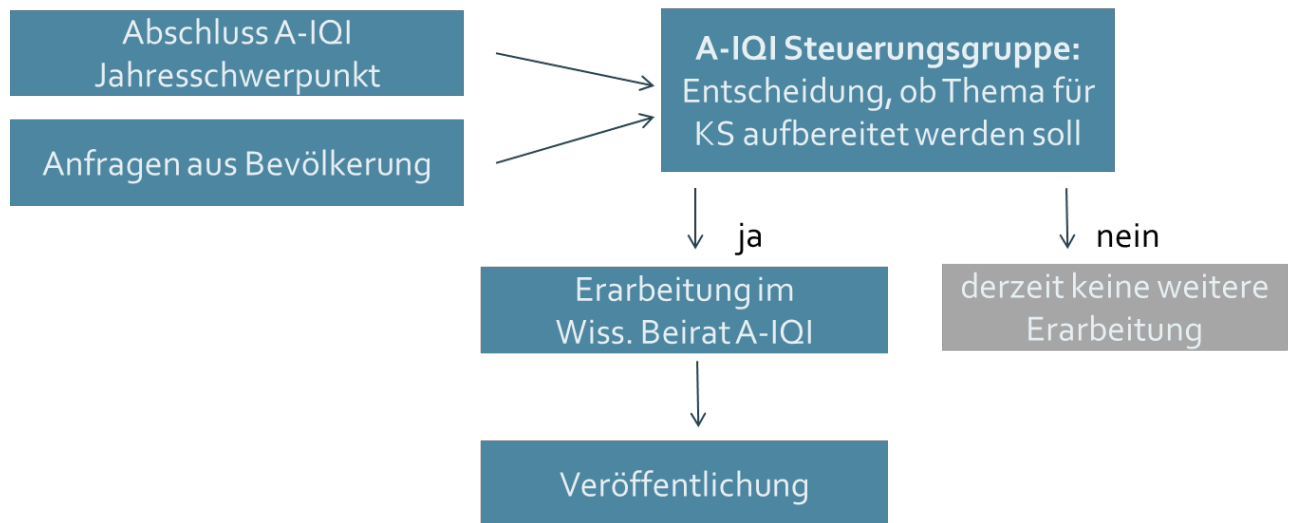 Abschluss A-IQI
Jahresschwerpunkt
Anfragen aus Bevölkerung
A-IQI Steuerungsgruppe:
Entscheidung, ob Thema für
KS aufbereitet werden soll
ja
nein
Erarbeitung im
Wiss. Beirat A-IQI
derzeit keine weitere
Erarbeitung
Veröffentlichung